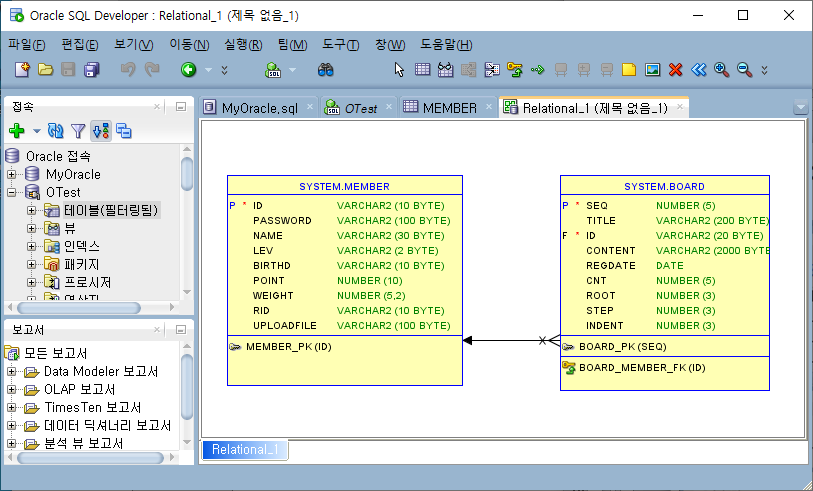 Oracle SQL Developer : Relational_1 (제목 없음_1)
파일(F) 편집(E) 보기(V) 이동(N) 실행(R) 팀(M) 도구(T) 창(W) 도움말(H)
접속
MyOracle.sql OTest MEMBER Relational_1 (제목 없음_1)
Oracle 접속
MyOracle
OTest
테이블(필터링됨)
뷰
인덱스
패키지
프로시저
보고서
모든 보고서
Data Modeler 보고서
OLAP 보고서
TimesTen 보고서
데이터 딕셔너리 보고서
분석 뷰 보고서
SYSTEM.MEMBER
P * ID VARCHAR2 (10 BYTE)
PASSWORD VARCHAR2 (100 BYTE)
NAME VARCHAR2 (30 BYTE)
LEV VARCHAR2 (2 BYTE)
BIRTHD VARCHAR2 (10 BYTE)
POINT NUMBER (10)
WEIGHT NUMBER (5,2)
RID VARCHAR2 (10 BYTE)
UPLOADFILE VARCHAR2 (100 BYTE)
MEMBER_PK (ID)
SYSTEM.BOARD
P * SEQ NUMBER (5)
TITLE VARCHAR2 (200 BYTE)
F * ID VARCHAR2 (20 BYTE)
CONTENT VARCHAR2 (2000 BYTE
REGDATE DATE
CNT NUMBER (5)
ROOT NUMBER (3)
STEP NUMBER (3)
INDENT NUMBER (3)
BOARD_PK (SEQ)
BOARD_MEMBER_FK (ID)
Relational_1